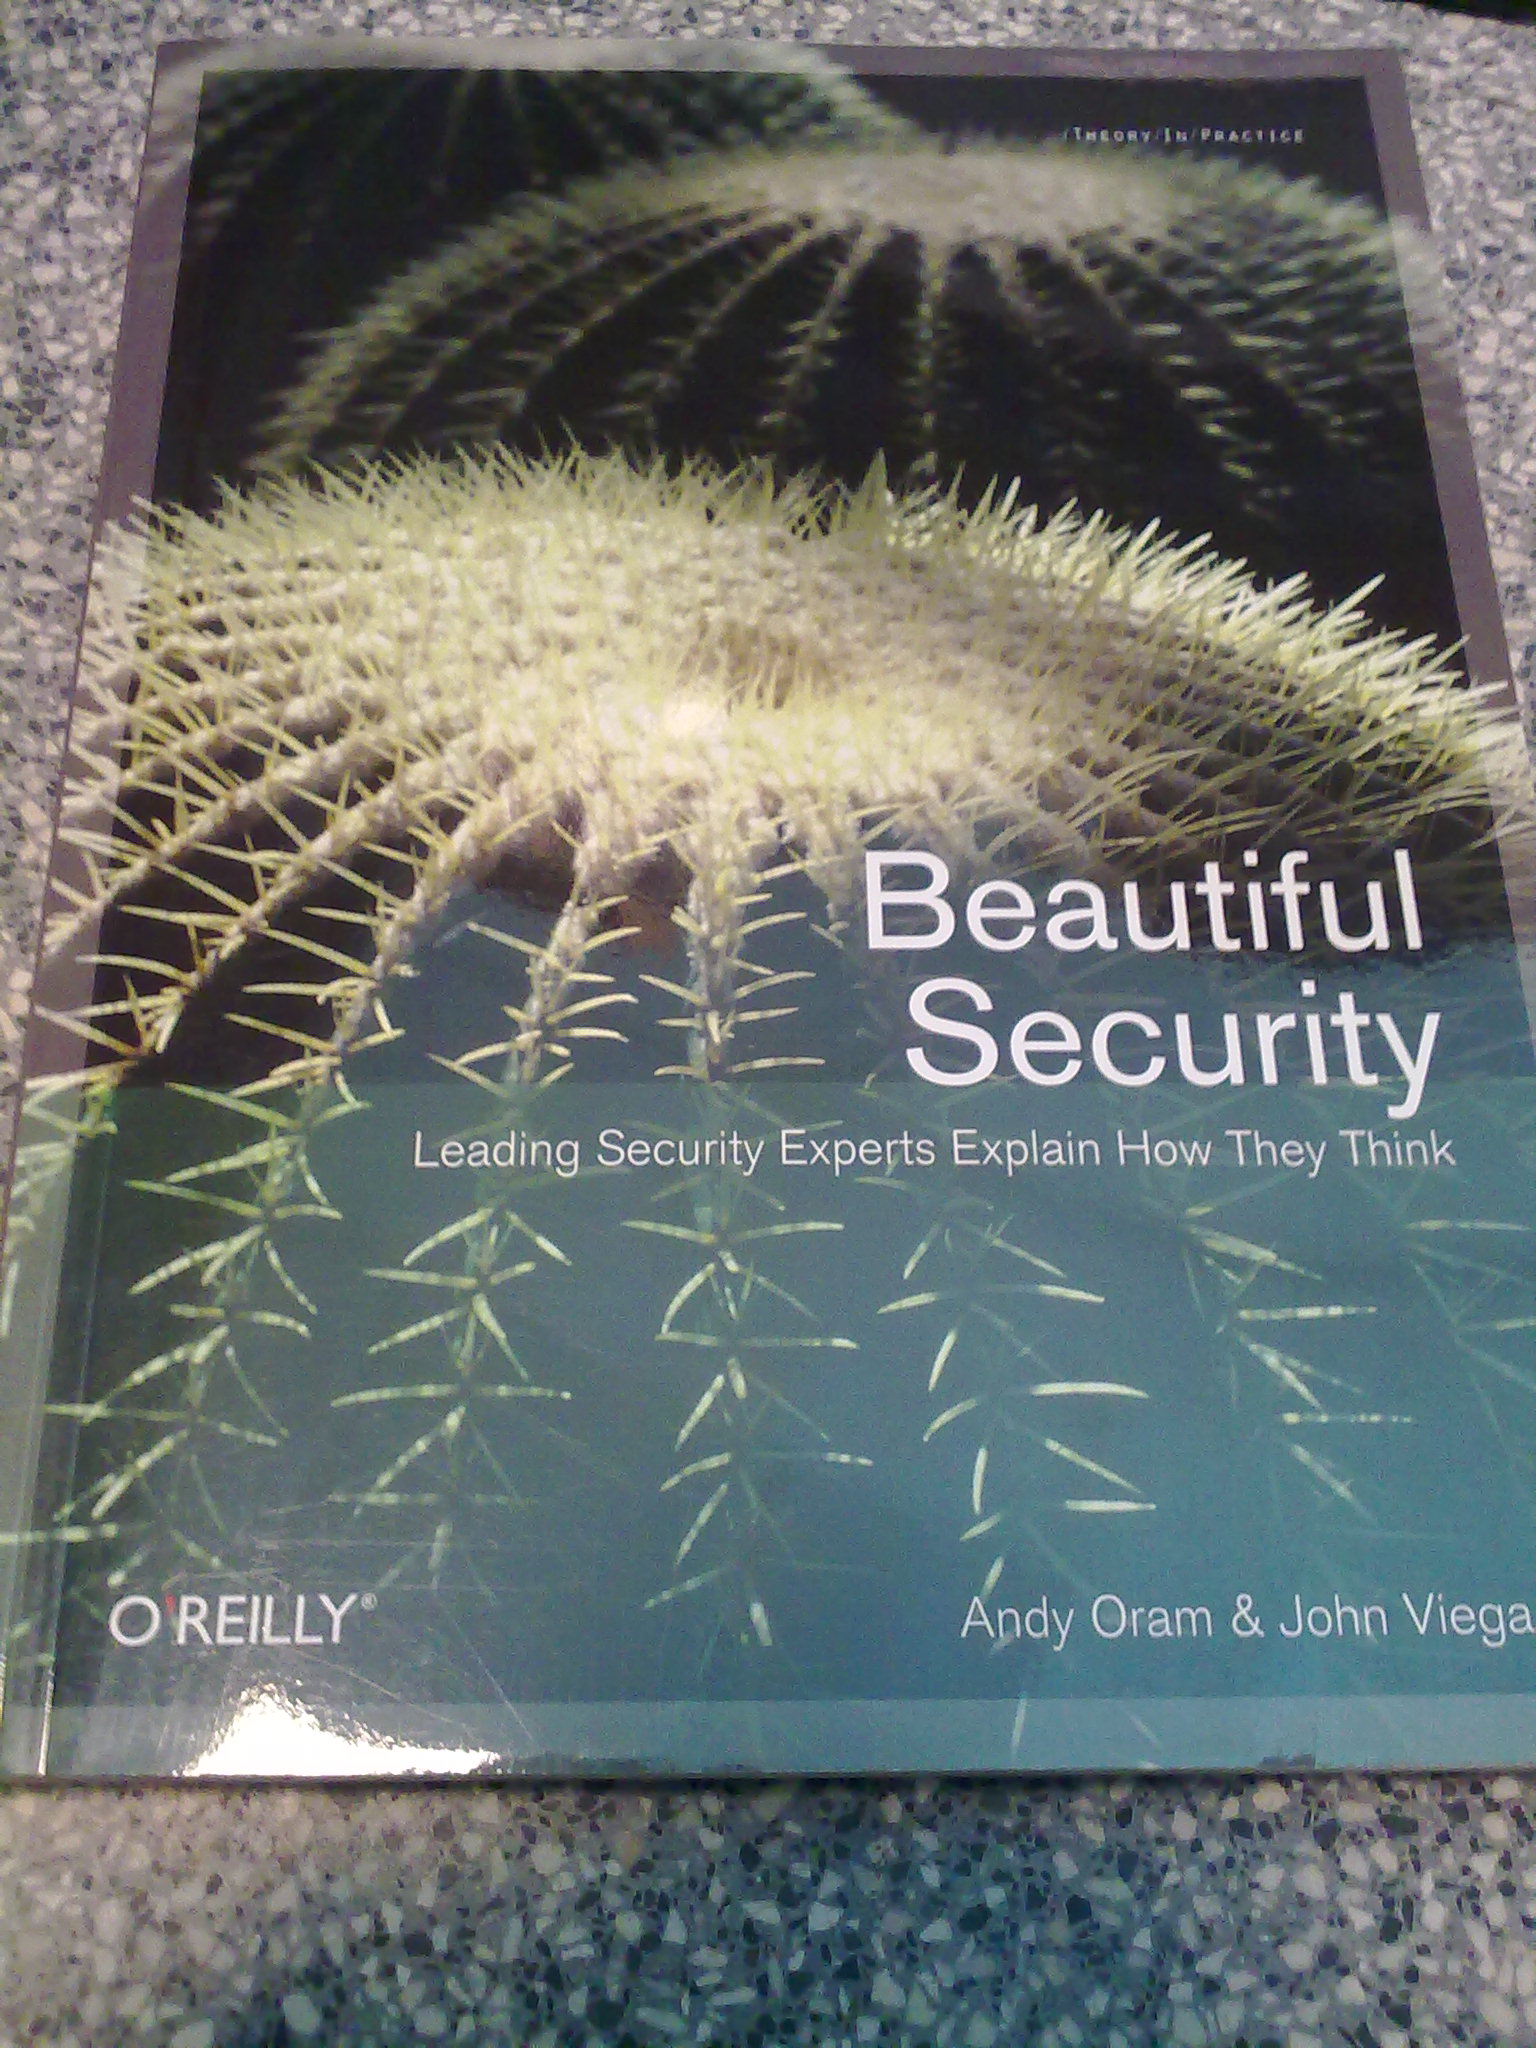 /THEORY/IN/PRACTICE
Beautiful
Security
Leading Security Experts Explain How They Think
O'REILLY®
Andy Oram & John Viega